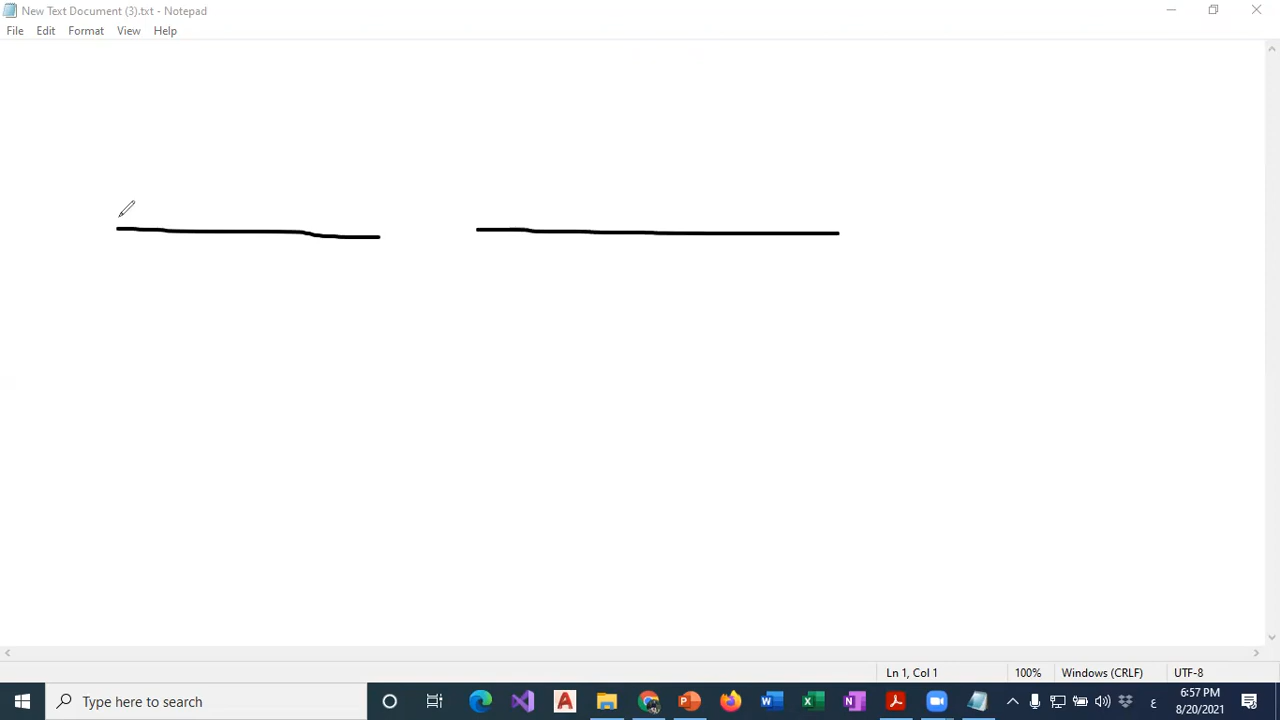 New Text Document (3).txt - Notepad
File Edit Format View Help
Ln 1, Col 1 100% Windows (CRLF) UTF-8
Type here to search
ع
6:57 PM
8/20/2021